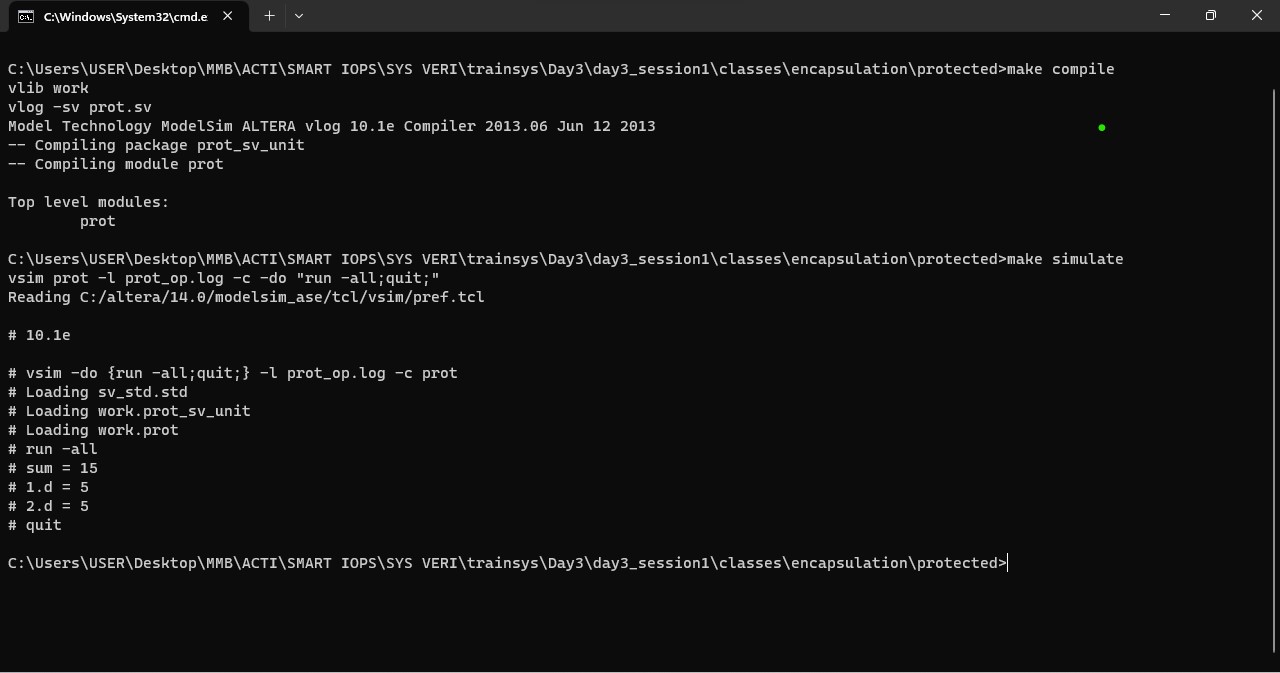 C:\Windows\System32\cmd.e
C:\Users\USER\Desktop\MMB\ACTI\SMART IOPS\SYS VERI\trainsys\Day3\day3_session1\classes\encapsulation\protected>make compile
vlib work
vlog -sv prot.sv
Model Technology ModelSim ALTERA vlog 10.1e Compiler 2013.06 Jun 12 2013
-- Compiling package prot_sv_unit
-- Compiling module prot
Top level modules:
        prot
C:\Users\USER\Desktop\MMB\ACTI\SMART IOPS\SYS VERI\trainsys\Day3\day3_session1\classes\encapsulation\protected>make simulate
vsim prot -l prot_op.log -c -do "run -all;quit;"
Reading C:/altera/14.0/modelsim_ase/tcl/vsim/pref.tcl
# 10.1e
# vsim -do {run -all;quit;} -l prot_op.log -c prot
# Loading sv_std.std
# Loading work.prot_sv_unit
# Loading work.prot
# run -all
# sum = 15
# 1.d = 5
# 2.d = 5
# quit
C:\Users\USER\Desktop\MMB\ACTI\SMART IOPS\SYS VERI\trainsys\Day3\day3_session1\classes\encapsulation\protected>